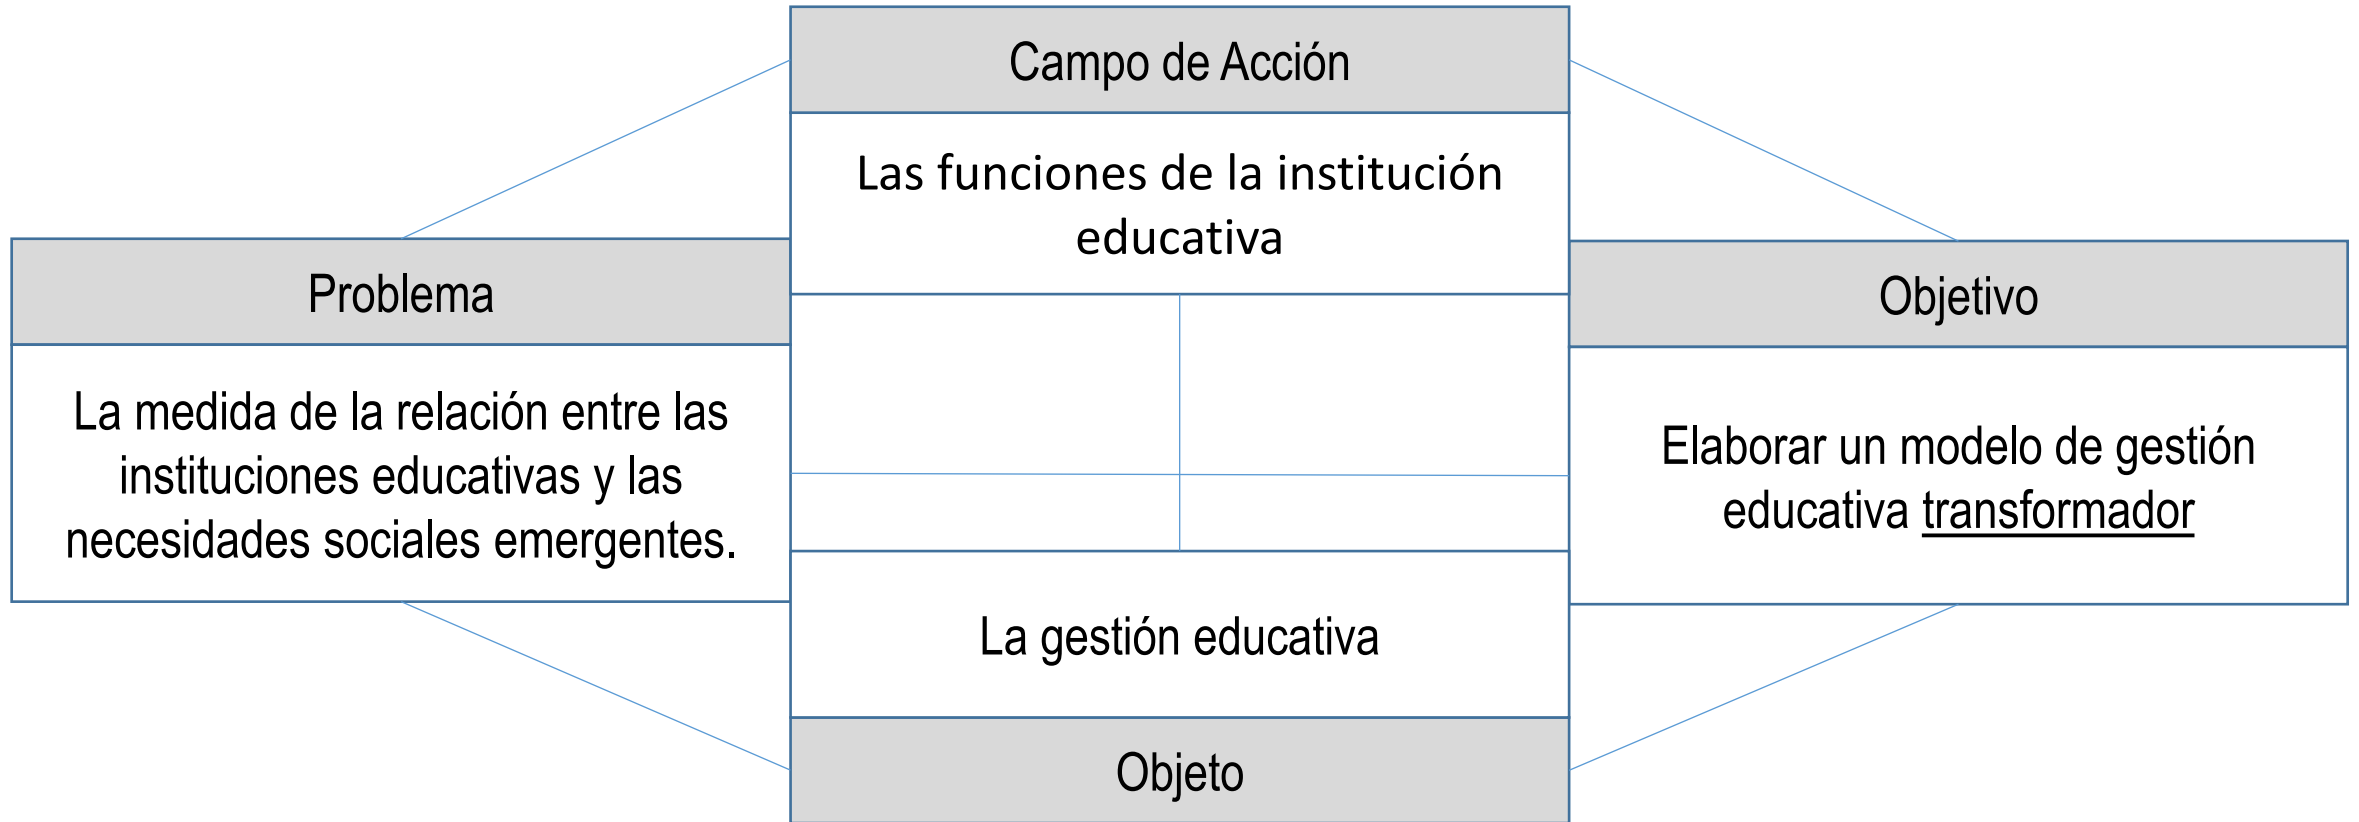 Campo de Acción
Las funciones de la institución
educativa
Problema
La medida de la relación entre las
instituciones educativas y las
necesidades sociales emergentes.
Objetivo
Elaborar un modelo de gestión
educativa transformador
La gestión educativa
Objeto